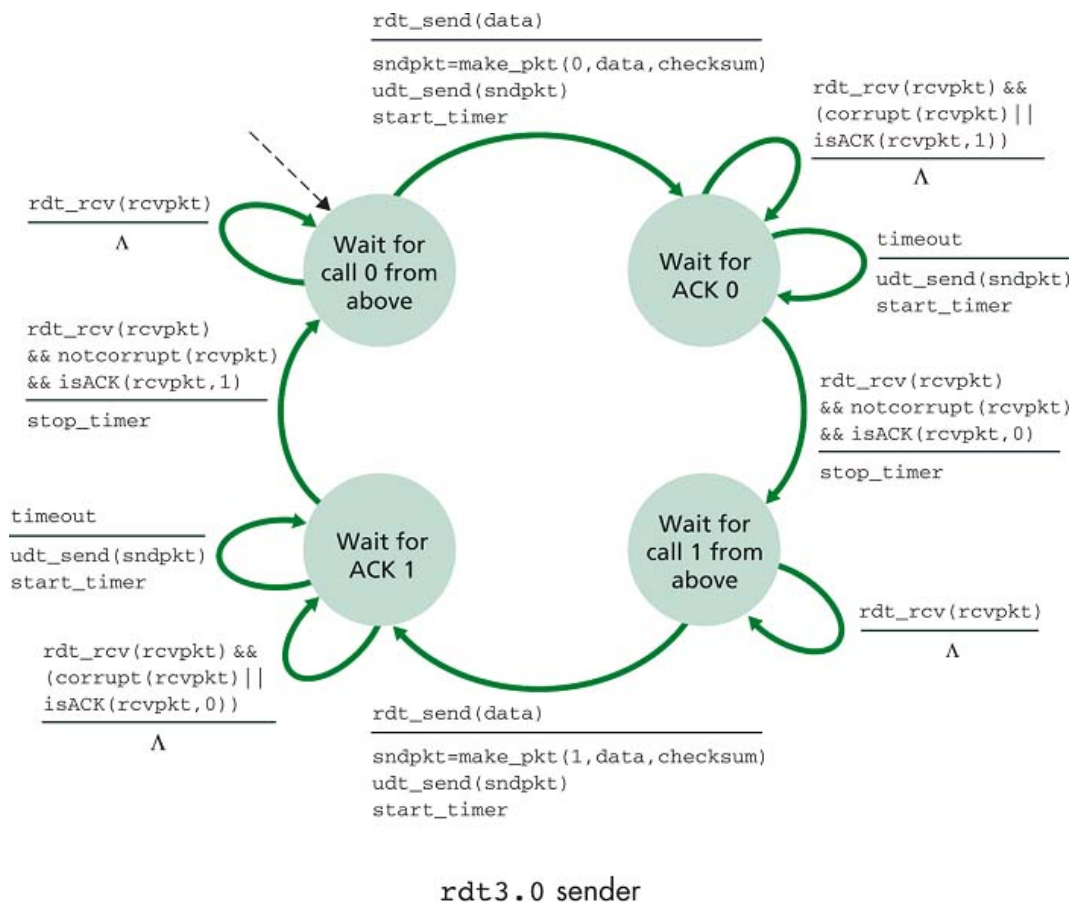 rdt_send(data)
sndpkt=make_pkt(0,data,checksum)
udt_send(sndpkt)
start_timer
rdt_rcv(rcvpkt) &&
(corrupt(rcvpkt)||
isACK(rcvpkt,1))
Λ
rdt_rcv(rcvpkt)
Λ
Wait for
call 0 from
above
Wait for
ACK 0
timeout
udt_send(sndpkt)
start_timer
rdt_rcv(rcvpkt)
&& notcorrupt(rcvpkt)
&& isACK(rcvpkt,1)
stop_timer
rdt_rcv(rcvpkt)
&& notcorrupt(rcvpkt)
&& isACK(rcvpkt,0)
stop_timer
timeout
udt_send(sndpkt)
start_timer
Wait for
ACK 1
Wait for
call 1 from
above
rdt_rcv(rcvpkt)
Λ
rdt_rcv(rcvpkt) &&
(corrupt(rcvpkt)||
isACK(rcvpkt,0))
Λ
rdt_send(data)
sndpkt=make_pkt(1,data,checksum)
udt_send(sndpkt)
start_timer
rdt3.0 sender